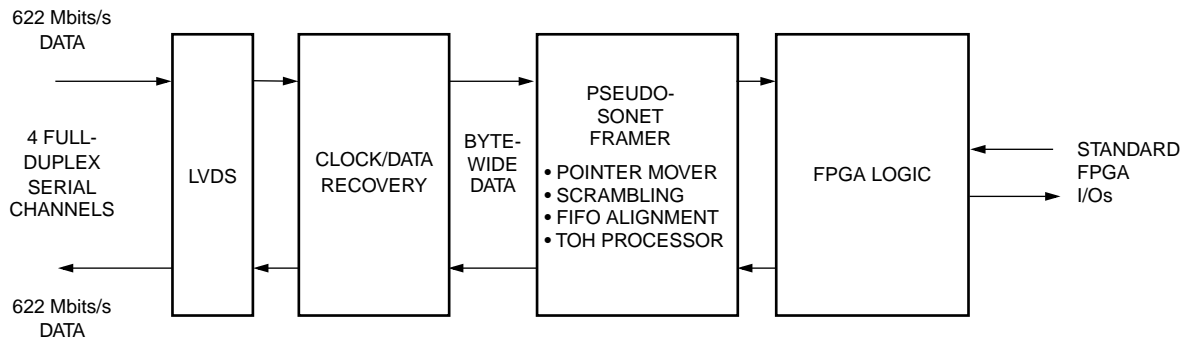 622 Mbits/s
DATA
4 FULL-
DUPLEX
SERIAL
CHANNELS
622 Mbits/s
DATA
LVDS
CLOCK/DATA
RECOVERY
BYTE-
WIDE
DATA
PSEUDO-
SONET
FRAMER
• POINTER MOVER
• SCRAMBLING
• FIFO ALIGNMENT
• TOH PROCESSOR
FPGA LOGIC
STANDARD
FPGA
I/Os